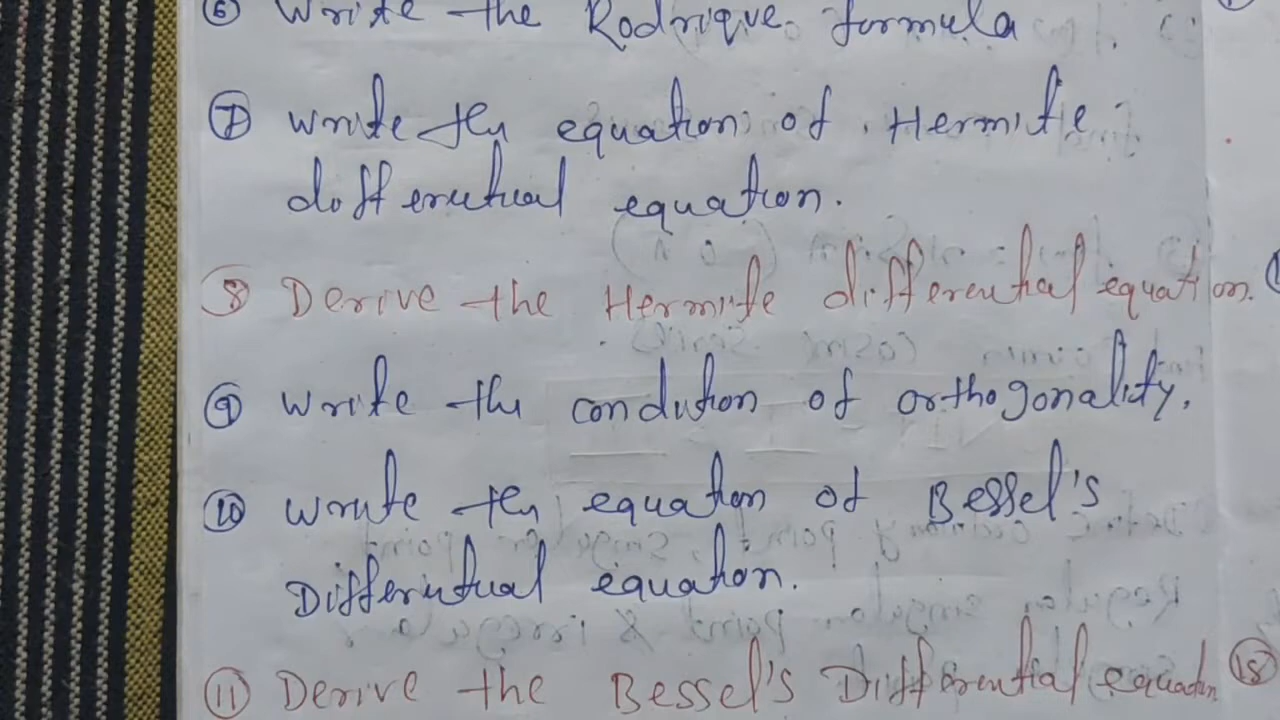 ⑥ Write the Rodrique formula
⑦ Write the equation of Hermite
differential equation.
⑧ Derive the Hermite differential equation.
⑨ Write the condition of orthogonality.
⑩ Write the equation of Bessel's
Differential equation.
⑪ Derive the Bessel's Differential equation
⑱